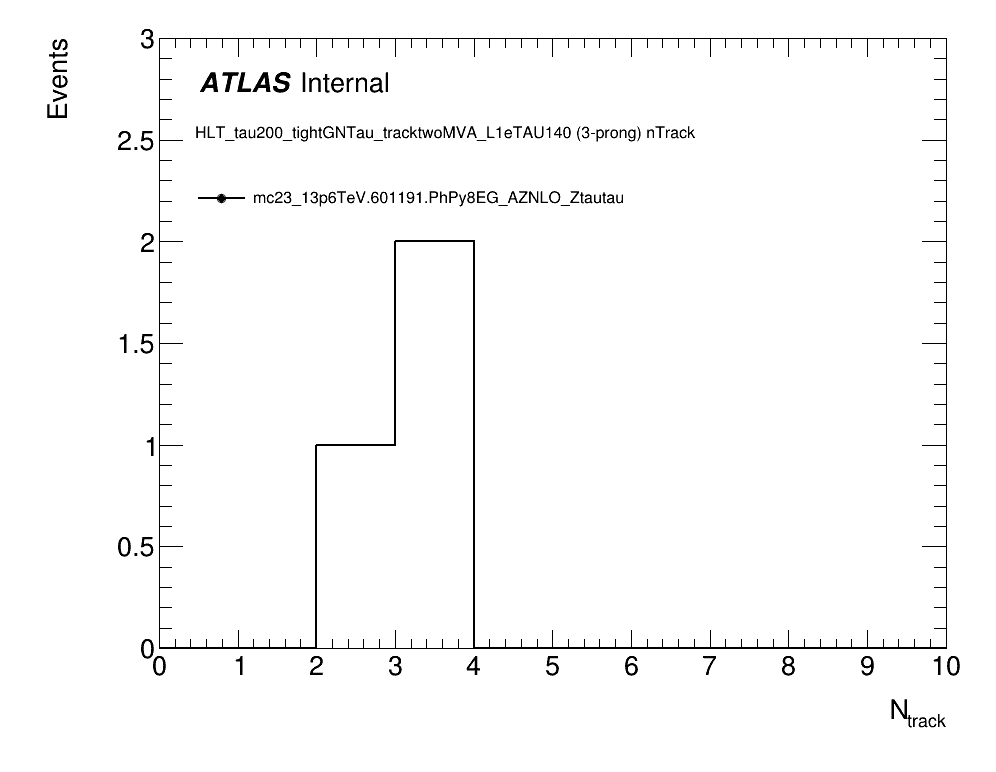 Events
3
ATLAS Internal
HLT_tau200_tightGNTau_tracktwoMVA_L1eTAU140 (3-prong) nTrack
2.5
mc23_13p6TeV.601191.PhPy8EG_AZNLO_Ztautau
2
1.5
1
0.5
0
0 1 2 3 4 5 6 7 8 9 10
N_track